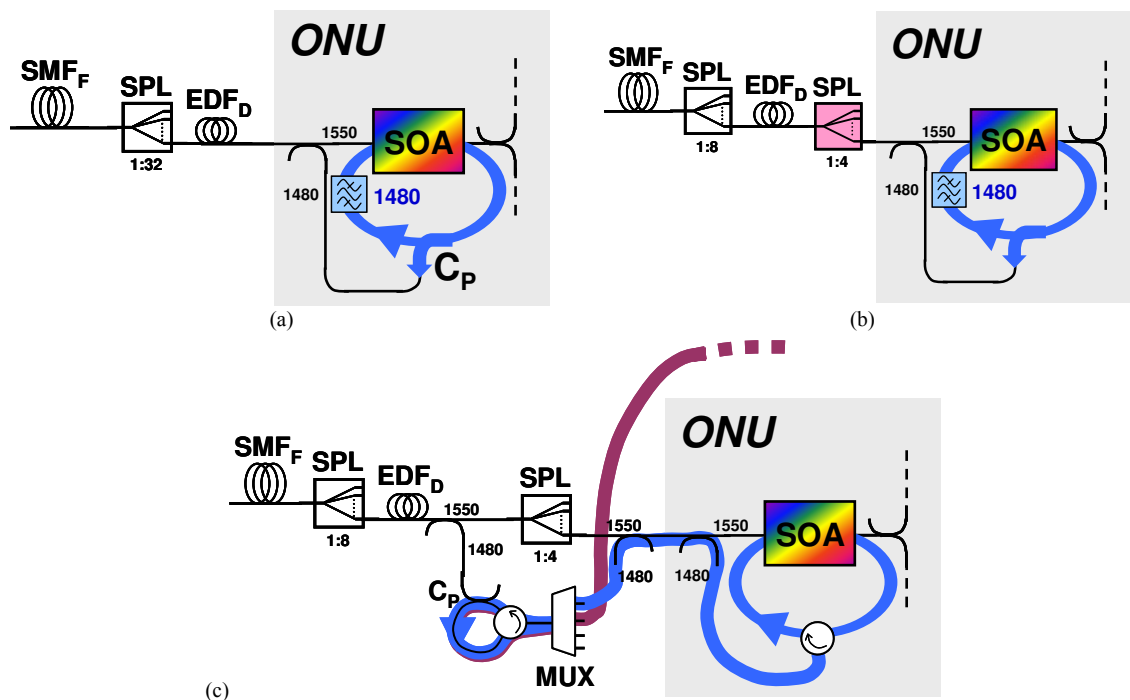 ONU
SMF_F
SPL
EDF_D
1:32
1550
SOA
1480
1480
C_P
(a)
ONU
SMF_F
SPL
EDF_D
SPL
1:8
1:4
1550
SOA
1480
1480
(b)
ONU
SMF_F
SPL
EDF_D
1550
SPL
1550
1550
SOA
1:8
1480
1:4
1480
1480
C_P
MUX
(c)